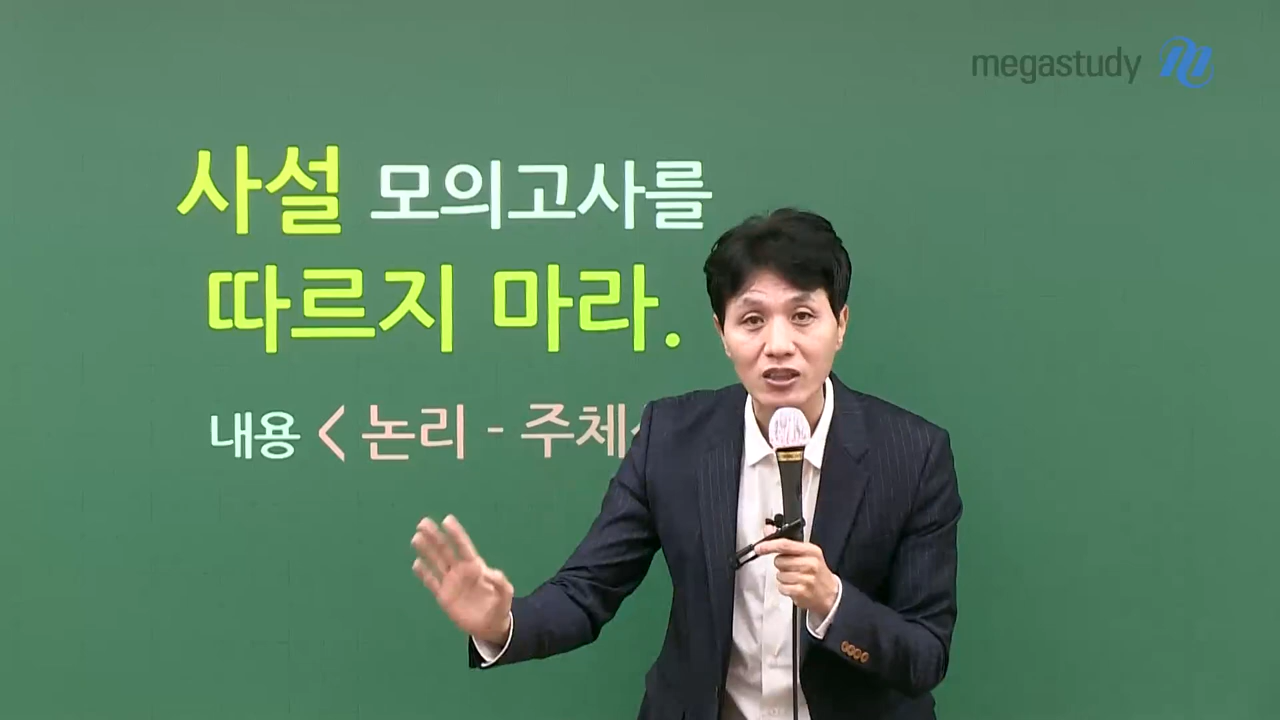 megastudy
사설 모의고사를
따르지 마라.
내용 < 논리 - 주체